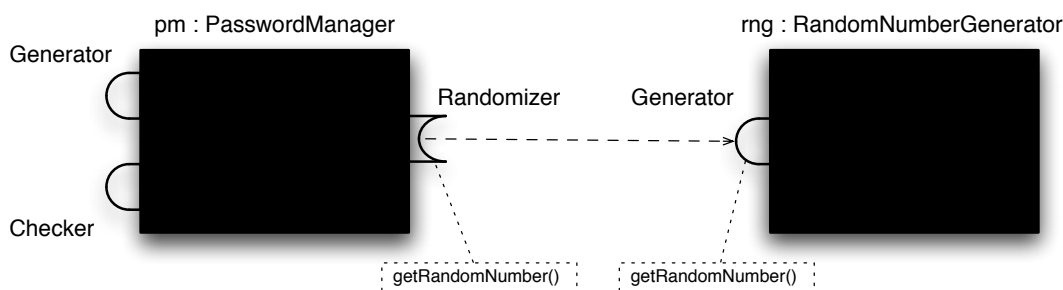 pm : PasswordManager
rng : RandomNumberGenerator
Generator
Randomizer
Generator
Checker
getRandomNumber()
getRandomNumber()